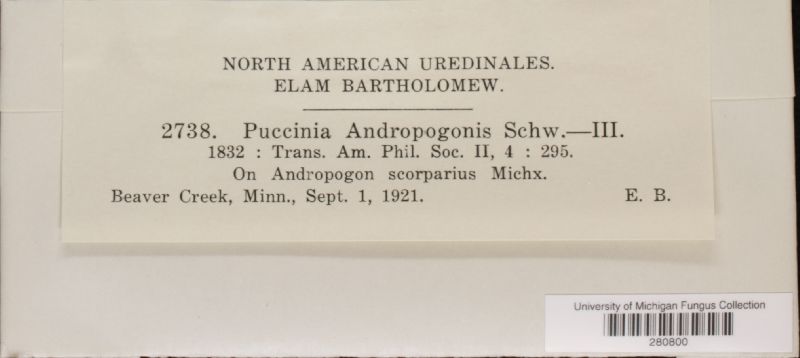 NORTH AMERICAN UREDINALES.
ELAM BARTHOLOMEW.
2738. Puccinia Andropogonis Schw.—III.
1832 : Trans. Am. Phil. Soc. II, 4 : 295.
On Andropogon scorparius Michx.
Beaver Creek, Minn., Sept. 1, 1921. E. B.
University of Michigan Fungus Collection
280800